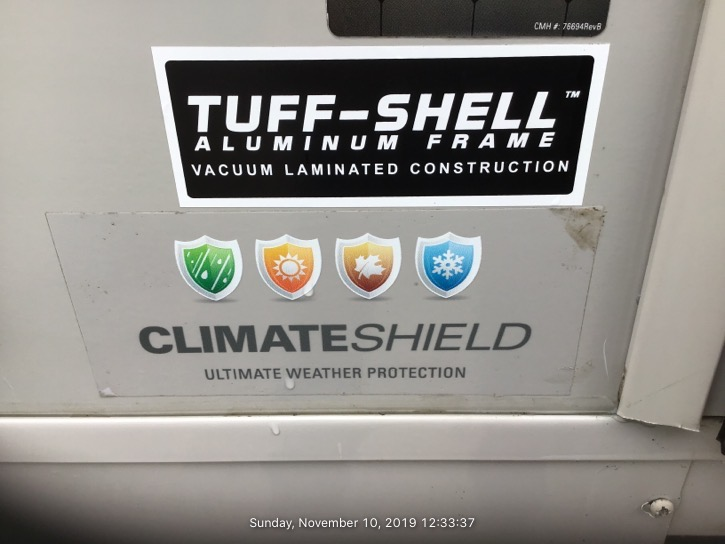 CMH #: 76694RevB
TUFF-SHELL™
ALUMINUM FRAME
VACUUM LAMINATED CONSTRUCTION
CLIMATESHIELD
ULTIMATE WEATHER PROTECTION
Sunday, November 10, 2019 12:33:37